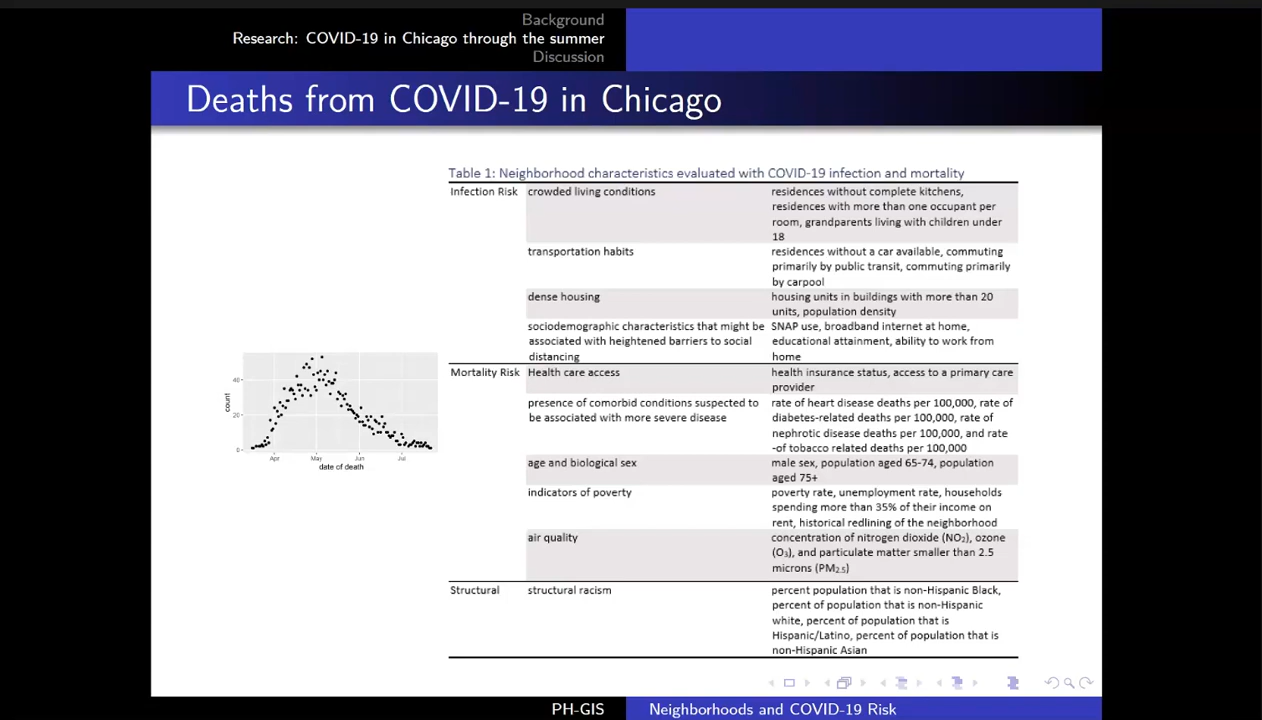 Background
Research: COVID-19 in Chicago through the summer
Discussion
Deaths from COVID-19 in Chicago
Table 1: Neighborhood characteristics evaluated with COVID-19 infection and mortality
Infection Risk crowded living conditions residences without complete kitchens,
residences with more than one occupant per
room, grandparents living with children under
18
transportation habits residences without a car available, commuting
primarily by public transit, commuting primarily
by carpool
dense housing housing units in buildings with more than 20
units, population density
sociodemographic characteristics that might be SNAP use, broadband internet at home,
associated with heightened barriers to social educational attainment, ability to work from
distancing home
Mortality Risk Health care access health insurance status, access to a primary care
provider
presence of comorbid conditions suspected to rate of heart disease deaths per 100,000, rate of
be associated with more severe disease diabetes-related deaths per 100,000, rate of
nephrotic disease deaths per 100,000, and rate
-of tobacco related deaths per 100,000
age and biological sex male sex, population aged 65-74, population
aged 75+
indicators of poverty poverty rate, unemployment rate, households
spending more than 35% of their income on
rent, historical redlining of the neighborhood
air quality concentration of nitrogen dioxide (NO2), ozone
(O3), and particulate matter smaller than 2.5
microns (PM2.5)
Structural structural racism percent population that is non-Hispanic Black,
percent of population that is non-Hispanic
white, percent of population that is
Hispanic/Latino, percent of population that is
non-Hispanic Asian
count
40
20
0
Apr May Jun Jul
date of death
PH-GIS Neighborhoods and COVID-19 Risk